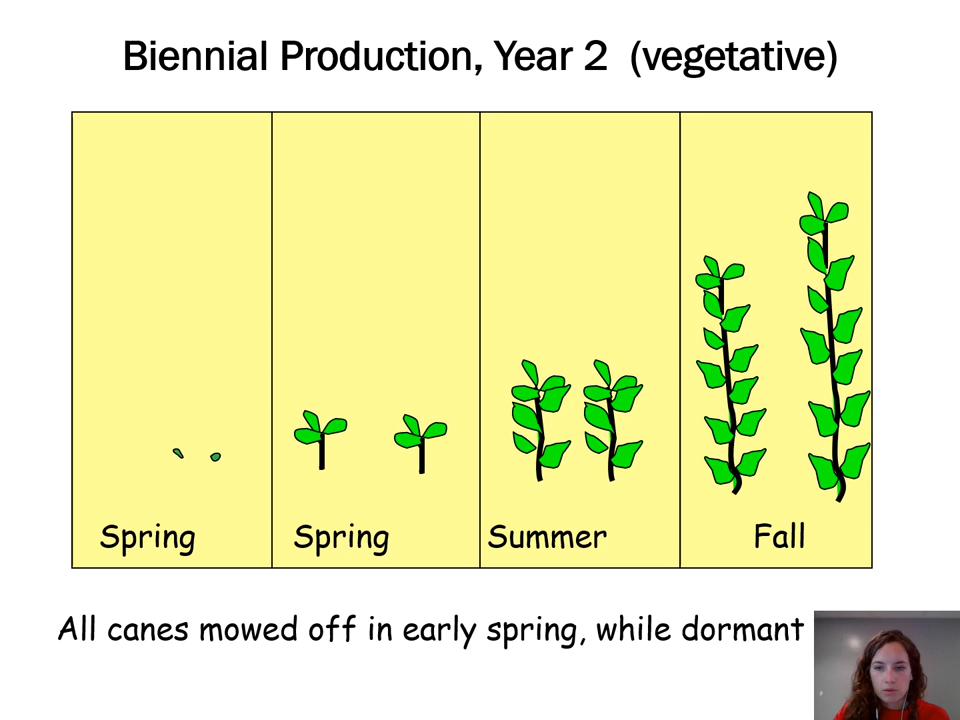 Biennial Production, Year 2 (vegetative)
Spring
Spring
Summer
Fall
All canes mowed off in early spring, while dormant